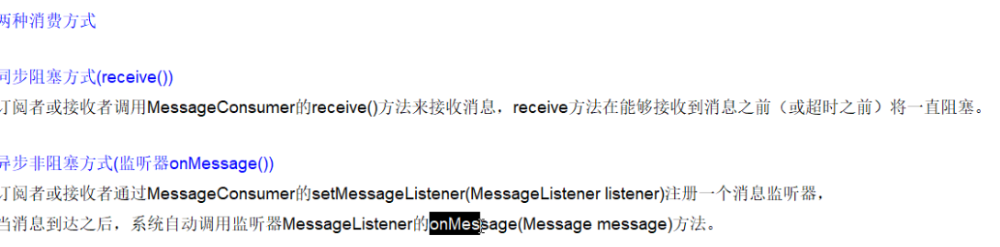 两种消费方式
同步阻塞方式(receive())
订阅者或接收者调用MessageConsumer的receive()方法来接收消息，receive方法在能够接收到消息之前（或超时之前）将一直阻塞。
异步非阻塞方式(监听器onMessage())
订阅者或接收者通过MessageConsumer的setMessageListener(MessageListener listener)注册一个消息监听器，
当消息到达之后，系统自动调用监听器MessageListener的onMessage(Message message)方法。